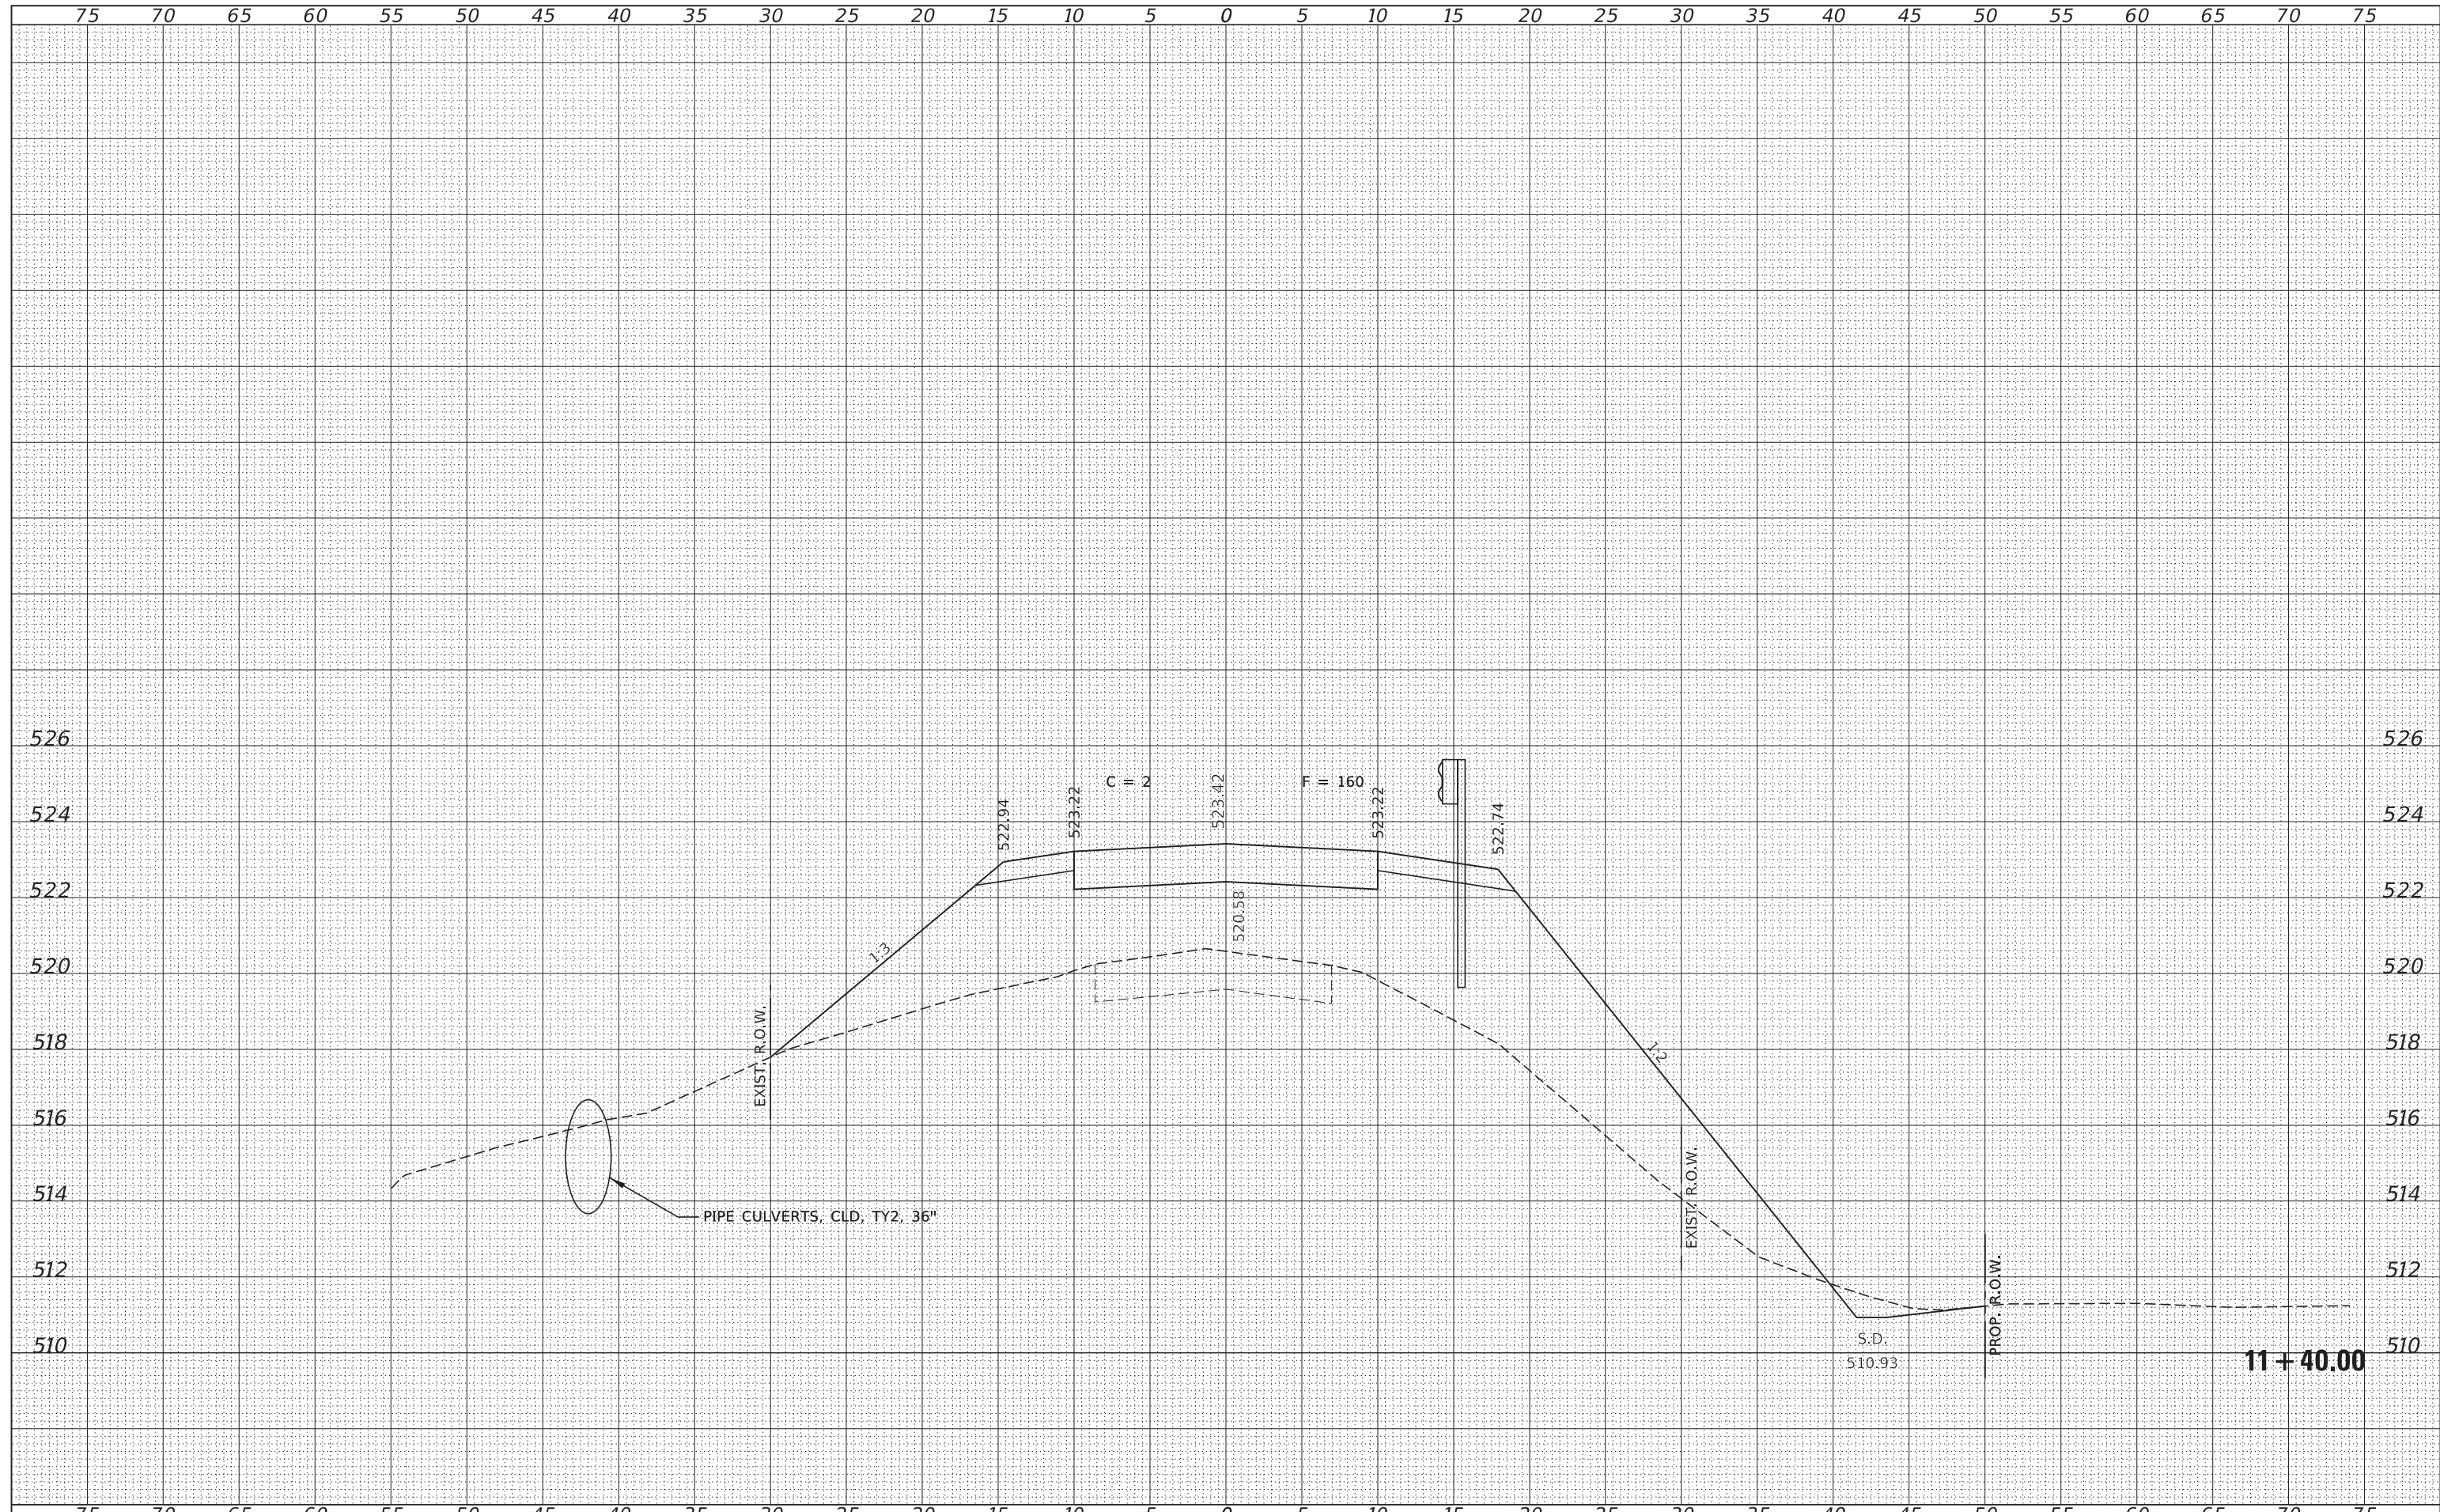 75 70 65 60 55 50 45 40 35 30 25 20 15 10 5 0 5 10 15 20 25 30 35 40 45 50 55 60 65 70 75
526 526
C = 2 523.42 F = 160
522.94 523.22 523.22 522.74
524 524
522 522
520.58
1:3
520 520
EXIST. R.O.W.
518 518
1:2
516 516
EXIST. R.O.W.
514 514
PIPE CULVERTS, CLD, TY2, 36"
512 512
PROP. R.O.W.
S.D.
510 510
510.93
11+40.00
75 70 65 60 55 50 45 40 35 30 25 20 15 10 5 0 5 10 15 20 25 30 35 40 45 50 55 60 65 70 75